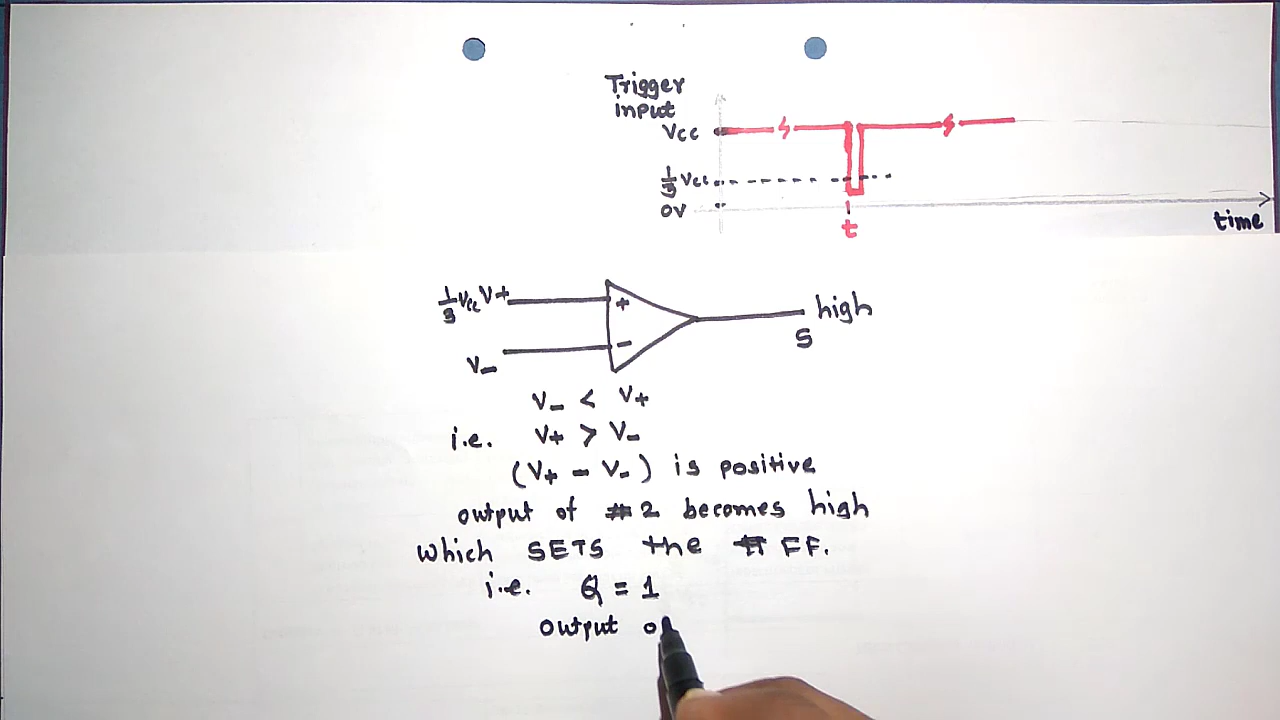 Trigger
input
Vcc
1/3 Vcc
0V
t
time
1/3 Vcc V+
+
high
S
V-
-
V- < V+
i.e. V+ > V-
(V+ - V-) is positive
output of #2 becomes high
which SETS the FF.
i.e. Q = 1
output o